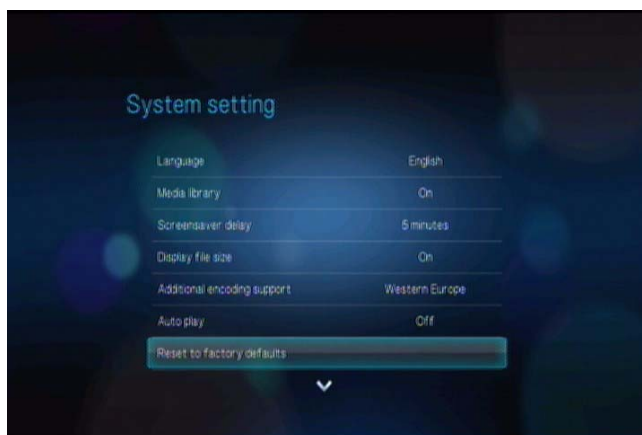 System setting
Language English
Media library On
Screensaver delay 5 minutes
Display file size On
Additional encoding support Western Europe
Auto play Off
Reset to factory defaults